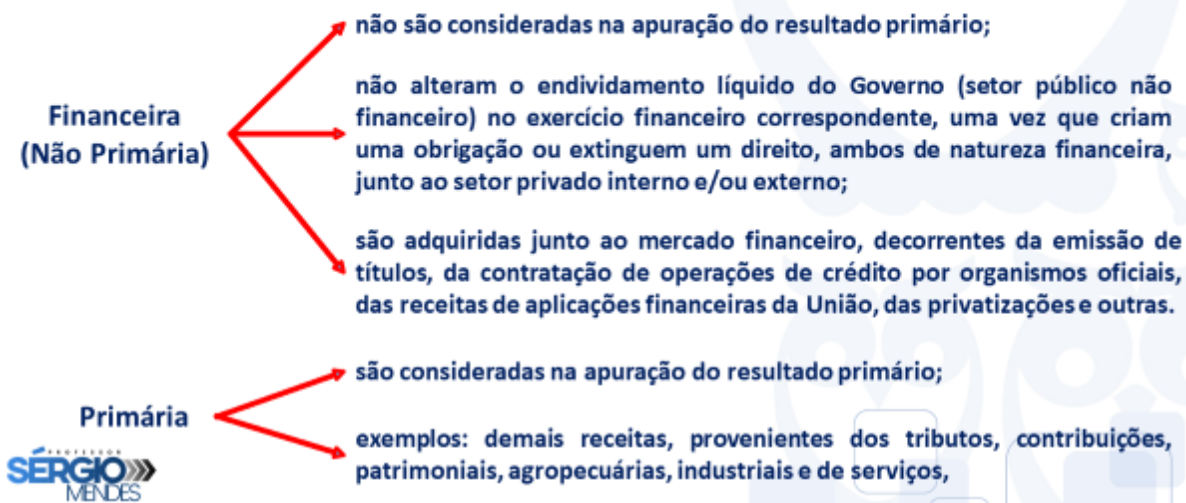 não são consideradas na apuração do resultado primário;
Financeira
(Não Primária)
não alteram o endividamento líquido do Governo (setor público não
financeiro) no exercício financeiro correspondente, uma vez que criam
uma obrigação ou extinguem um direito, ambos de natureza financeira,
junto ao setor privado interno e/ou externo;
são adquiridas junto ao mercado financeiro, decorrentes da emissão de
títulos, da contratação de operações de crédito por organismos oficiais,
das receitas de aplicações financeiras da União, das privatizações e outras.
Primária
são consideradas na apuração do resultado primário;
exemplos: demais receitas, provenientes dos tributos, contribuições,
patrimoniais, agropecuárias, industriais e de serviços,
PROFESSOR
SÉRGIO
MENDES